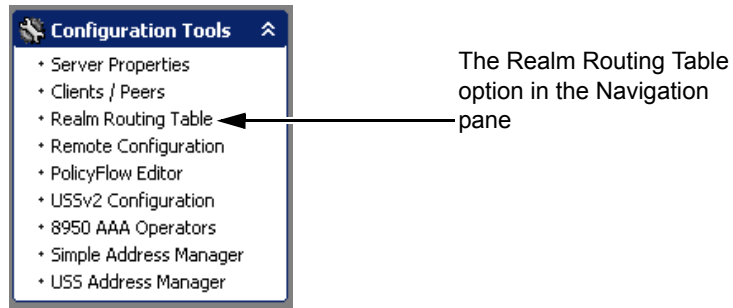 Configuration Tools
Server Properties
Clients / Peers
Realm Routing Table
Remote Configuration
PolicyFlow Editor
USSv2 Configuration
8950 AAA Operators
Simple Address Manager
USS Address Manager
The Realm Routing Table
option in the Navigation
pane